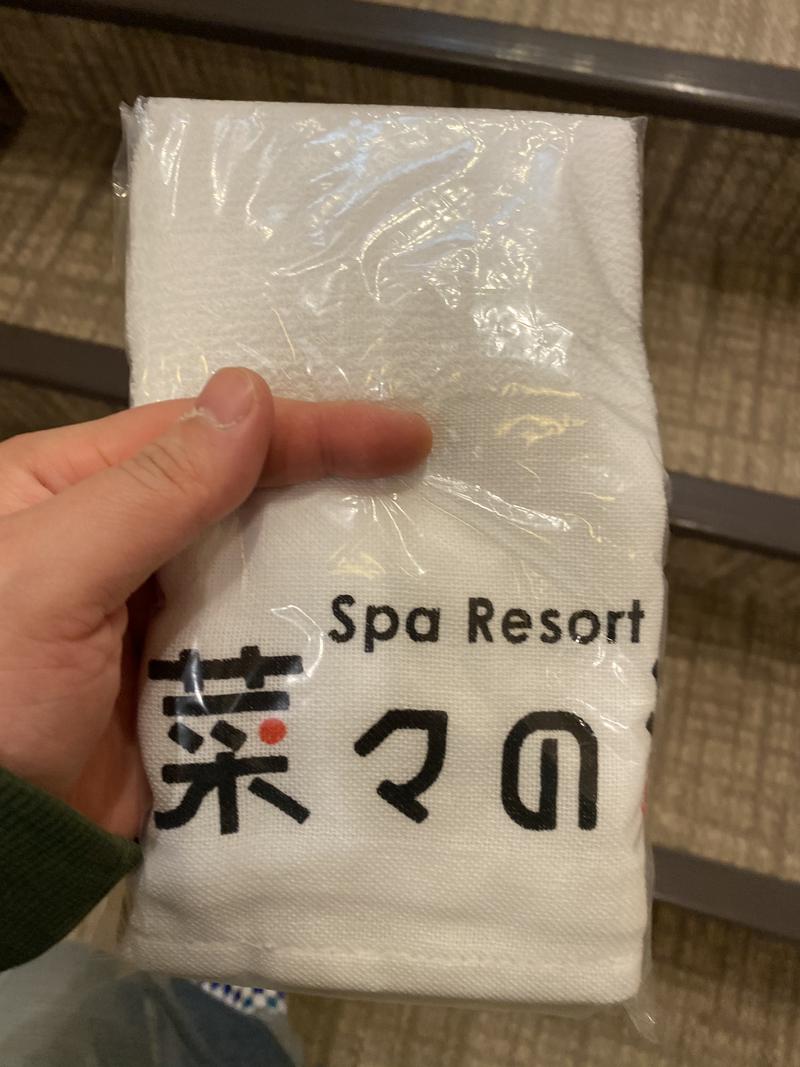 Spa Resort
菜々の